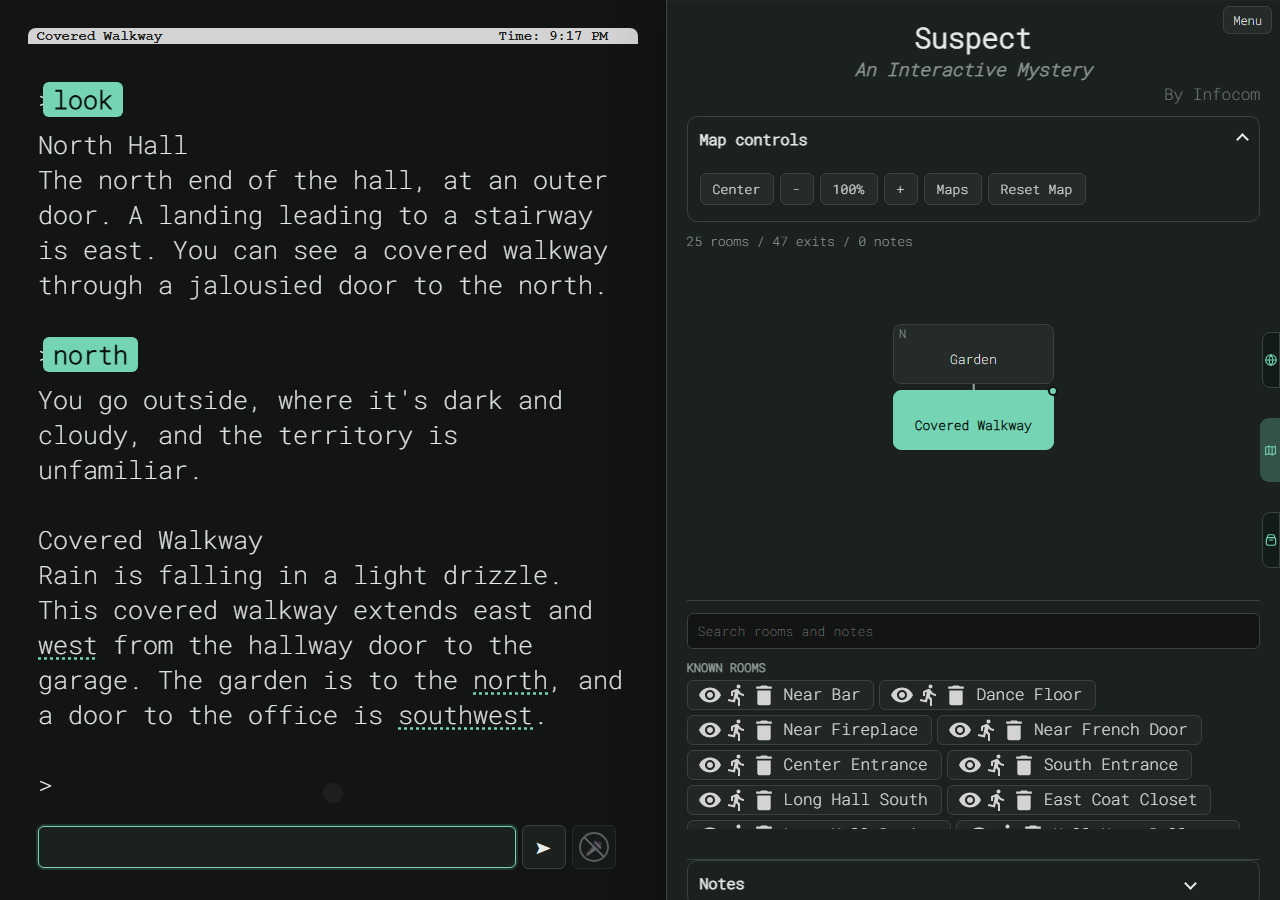 Covered Walkway Time: 9:17 PM
>look
North Hall
The north end of the hall, at an outer
door. A landing leading to a stairway
is east. You can see a covered walkway
through a jalousied door to the north.
>north
You go outside, where it's dark and
cloudy, and the territory is
unfamiliar.
Covered Walkway
Rain is falling in a light drizzle.
This covered walkway extends east and
west from the hallway door to the
garage. The garden is to the north, and
a door to the office is southwest.
>
Menu
Suspect
An Interactive Mystery
By Infocom
Map controls
Center - 100% + Maps Reset Map
25 rooms / 47 exits / 0 notes
N
Garden
Covered Walkway
Search rooms and notes
KNOWN ROOMS
Near Bar Dance Floor
Near Fireplace Near French Door
Center Entrance South Entrance
Long Hall South East Coat Closet
Notes